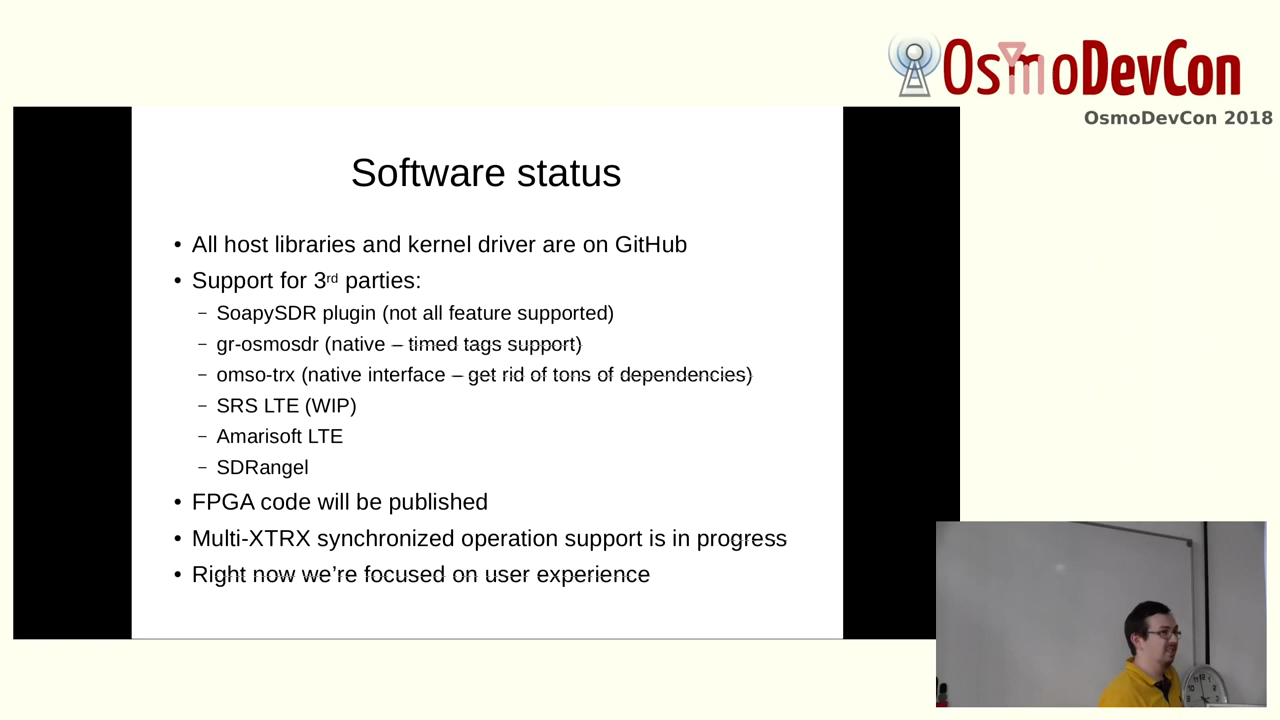 OsmoDevCon
OsmoDevCon 2018
Software status
• All host libraries and kernel driver are on GitHub
• Support for 3rd parties:
– SoapySDR plugin (not all feature supported)
– gr-osmosdr (native – timed tags support)
– omso-trx (native interface – get rid of tons of dependencies)
– SRS LTE (WIP)
– Amarisoft LTE
– SDRangel
• FPGA code will be published
• Multi-XTRX synchronized operation support is in progress
• Right now we’re focused on user experience